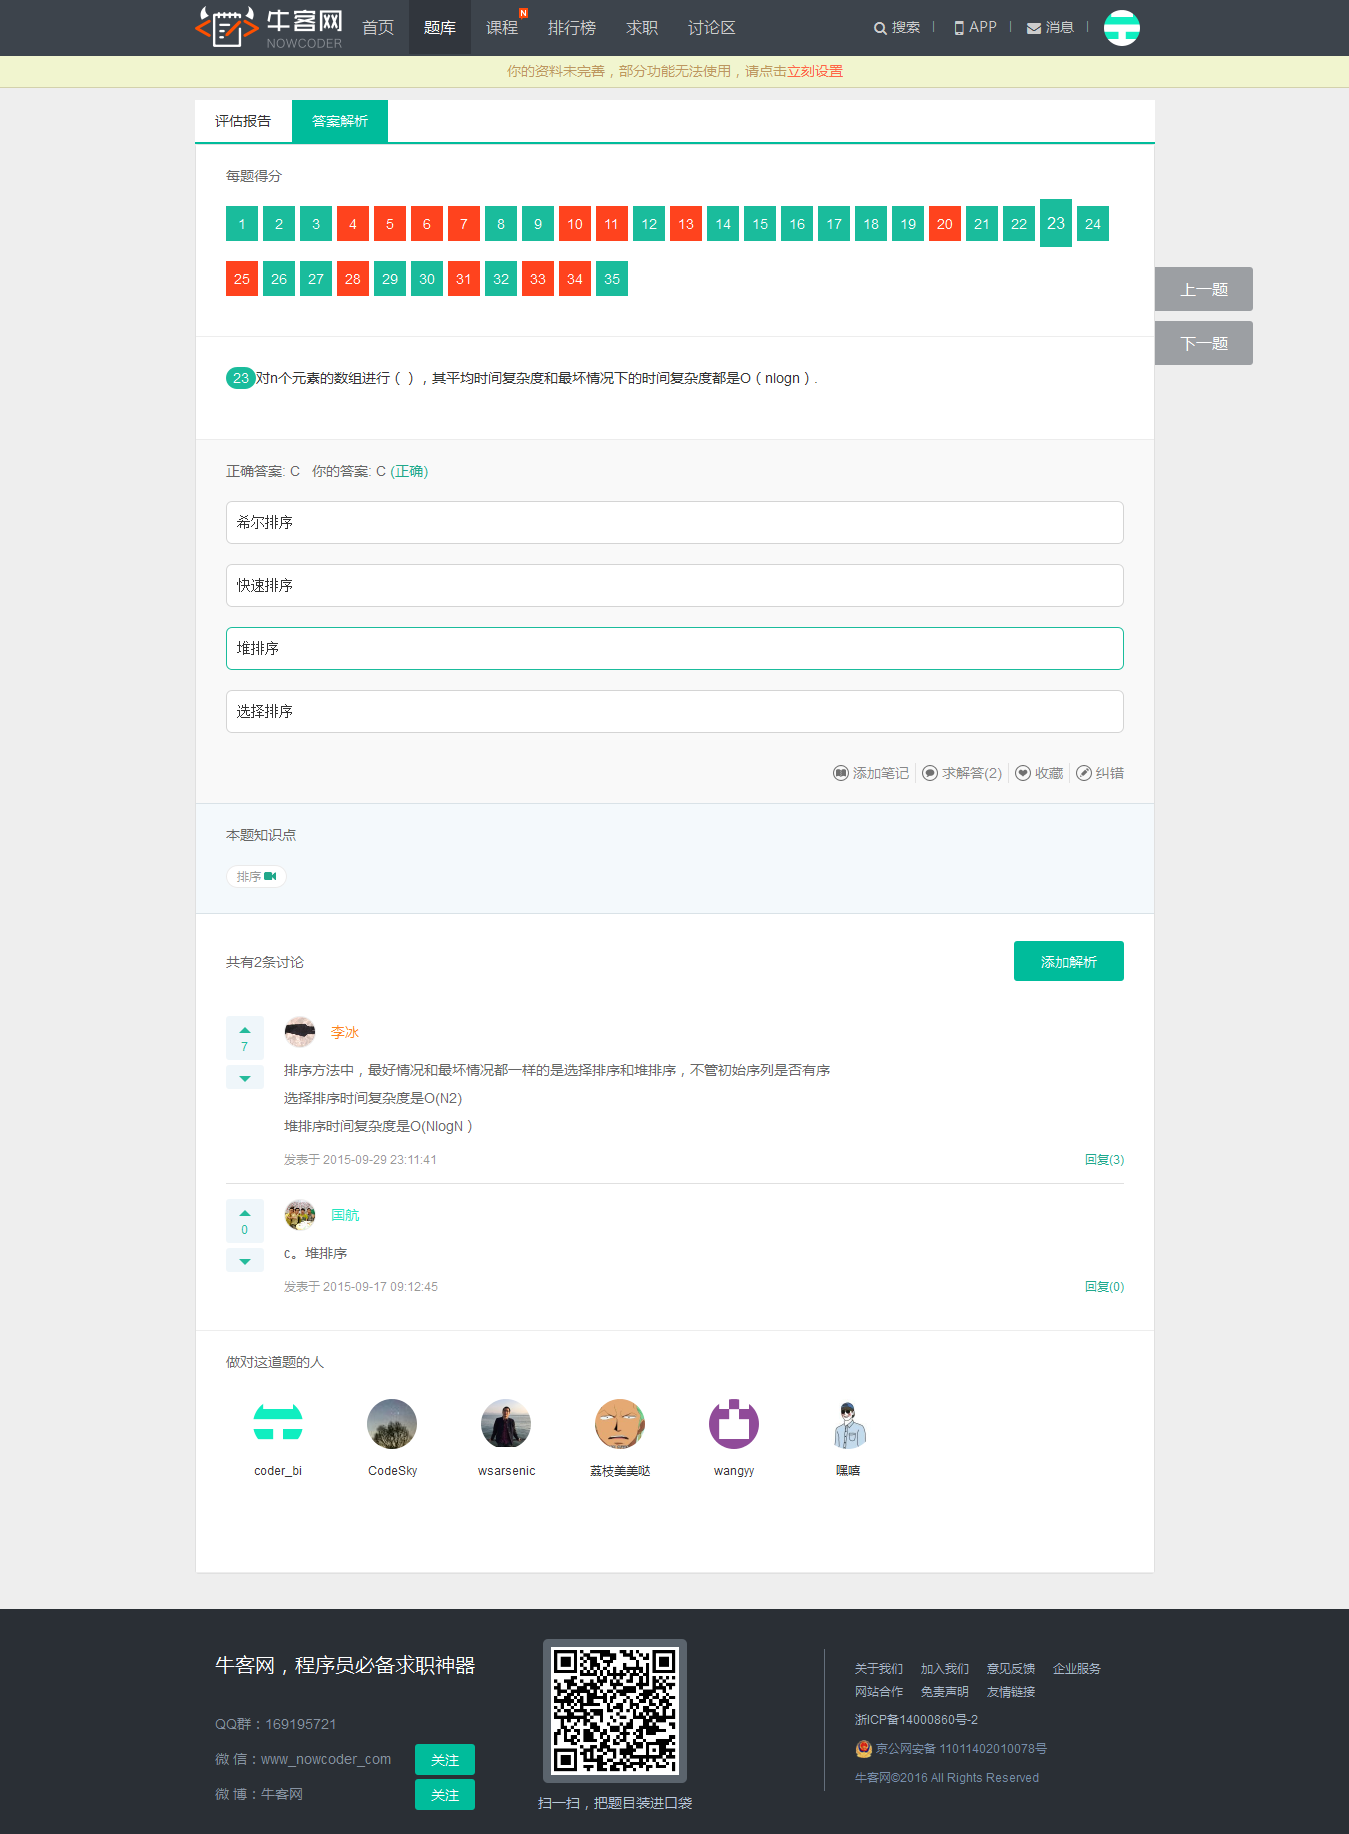 牛客网
NOWCODER
首页 题库 课程 N 排行榜 求职 讨论区 搜索 APP 消息
你的资料未完善，部分功能无法使用，请点击立刻设置
评估报告 答案解析
每题得分
1 2 3 4 5 6 7 8 9 10 11 12 13 14 15 16 17 18 19 20 21 22 23 24
25 26 27 28 29 30 31 32 33 34 35
上一题
下一题
23 对n个元素的数组进行（ ），其平均时间复杂度和最坏情况下的时间复杂度都是O（nlogn）.
正确答案: C 你的答案: C (正确)
希尔排序
快速排序
堆排序
选择排序
添加笔记 求解答(2) 收藏 纠错
本题知识点
排序
共有2条讨论
添加解析
7
李冰
排序方法中，最好情况和最坏情况都一样的是选择排序和堆排序，不管初始序列是否有序
选择排序时间复杂度是O(N2)
堆排序时间复杂度是O(NlogN）
发表于 2015-09-29 23:11:41 回复(3)
0
国航
c。堆排序
发表于 2015-09-17 09:12:45 回复(0)
做对这道题的人
coder_bi CodeSky wsarsenic 荔枝美美哒 wangyy 嘿嘻
牛客网，程序员必备求职神器
QQ群：169195721
微 信：www_nowcoder_com 关注
微 博：牛客网 关注
扫一扫，把题目装进口袋
关于我们 加入我们 意见反馈 企业服务
网站合作 免责声明 友情链接
浙ICP备14000860号-2
京公网安备 11011402010078号
牛客网©2016 All Rights Reserved